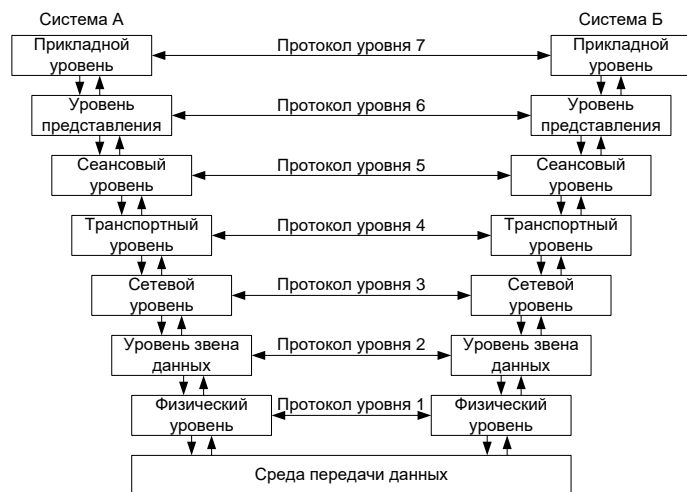 Система А
Система Б
Прикладной
уровень
Протокол уровня 7
Прикладной
уровень
Уровень
представления
Протокол уровня 6
Уровень
представления
Сеансовый
уровень
Протокол уровня 5
Сеансовый
уровень
Транспортный
уровень
Протокол уровня 4
Транспортный
уровень
Сетевой
уровень
Протокол уровня 3
Сетевой
уровень
Уровень звена
данных
Протокол уровня 2
Уровень звена
данных
Физический
уровень
Протокол уровня 1
Физический
уровень
Среда передачи данных